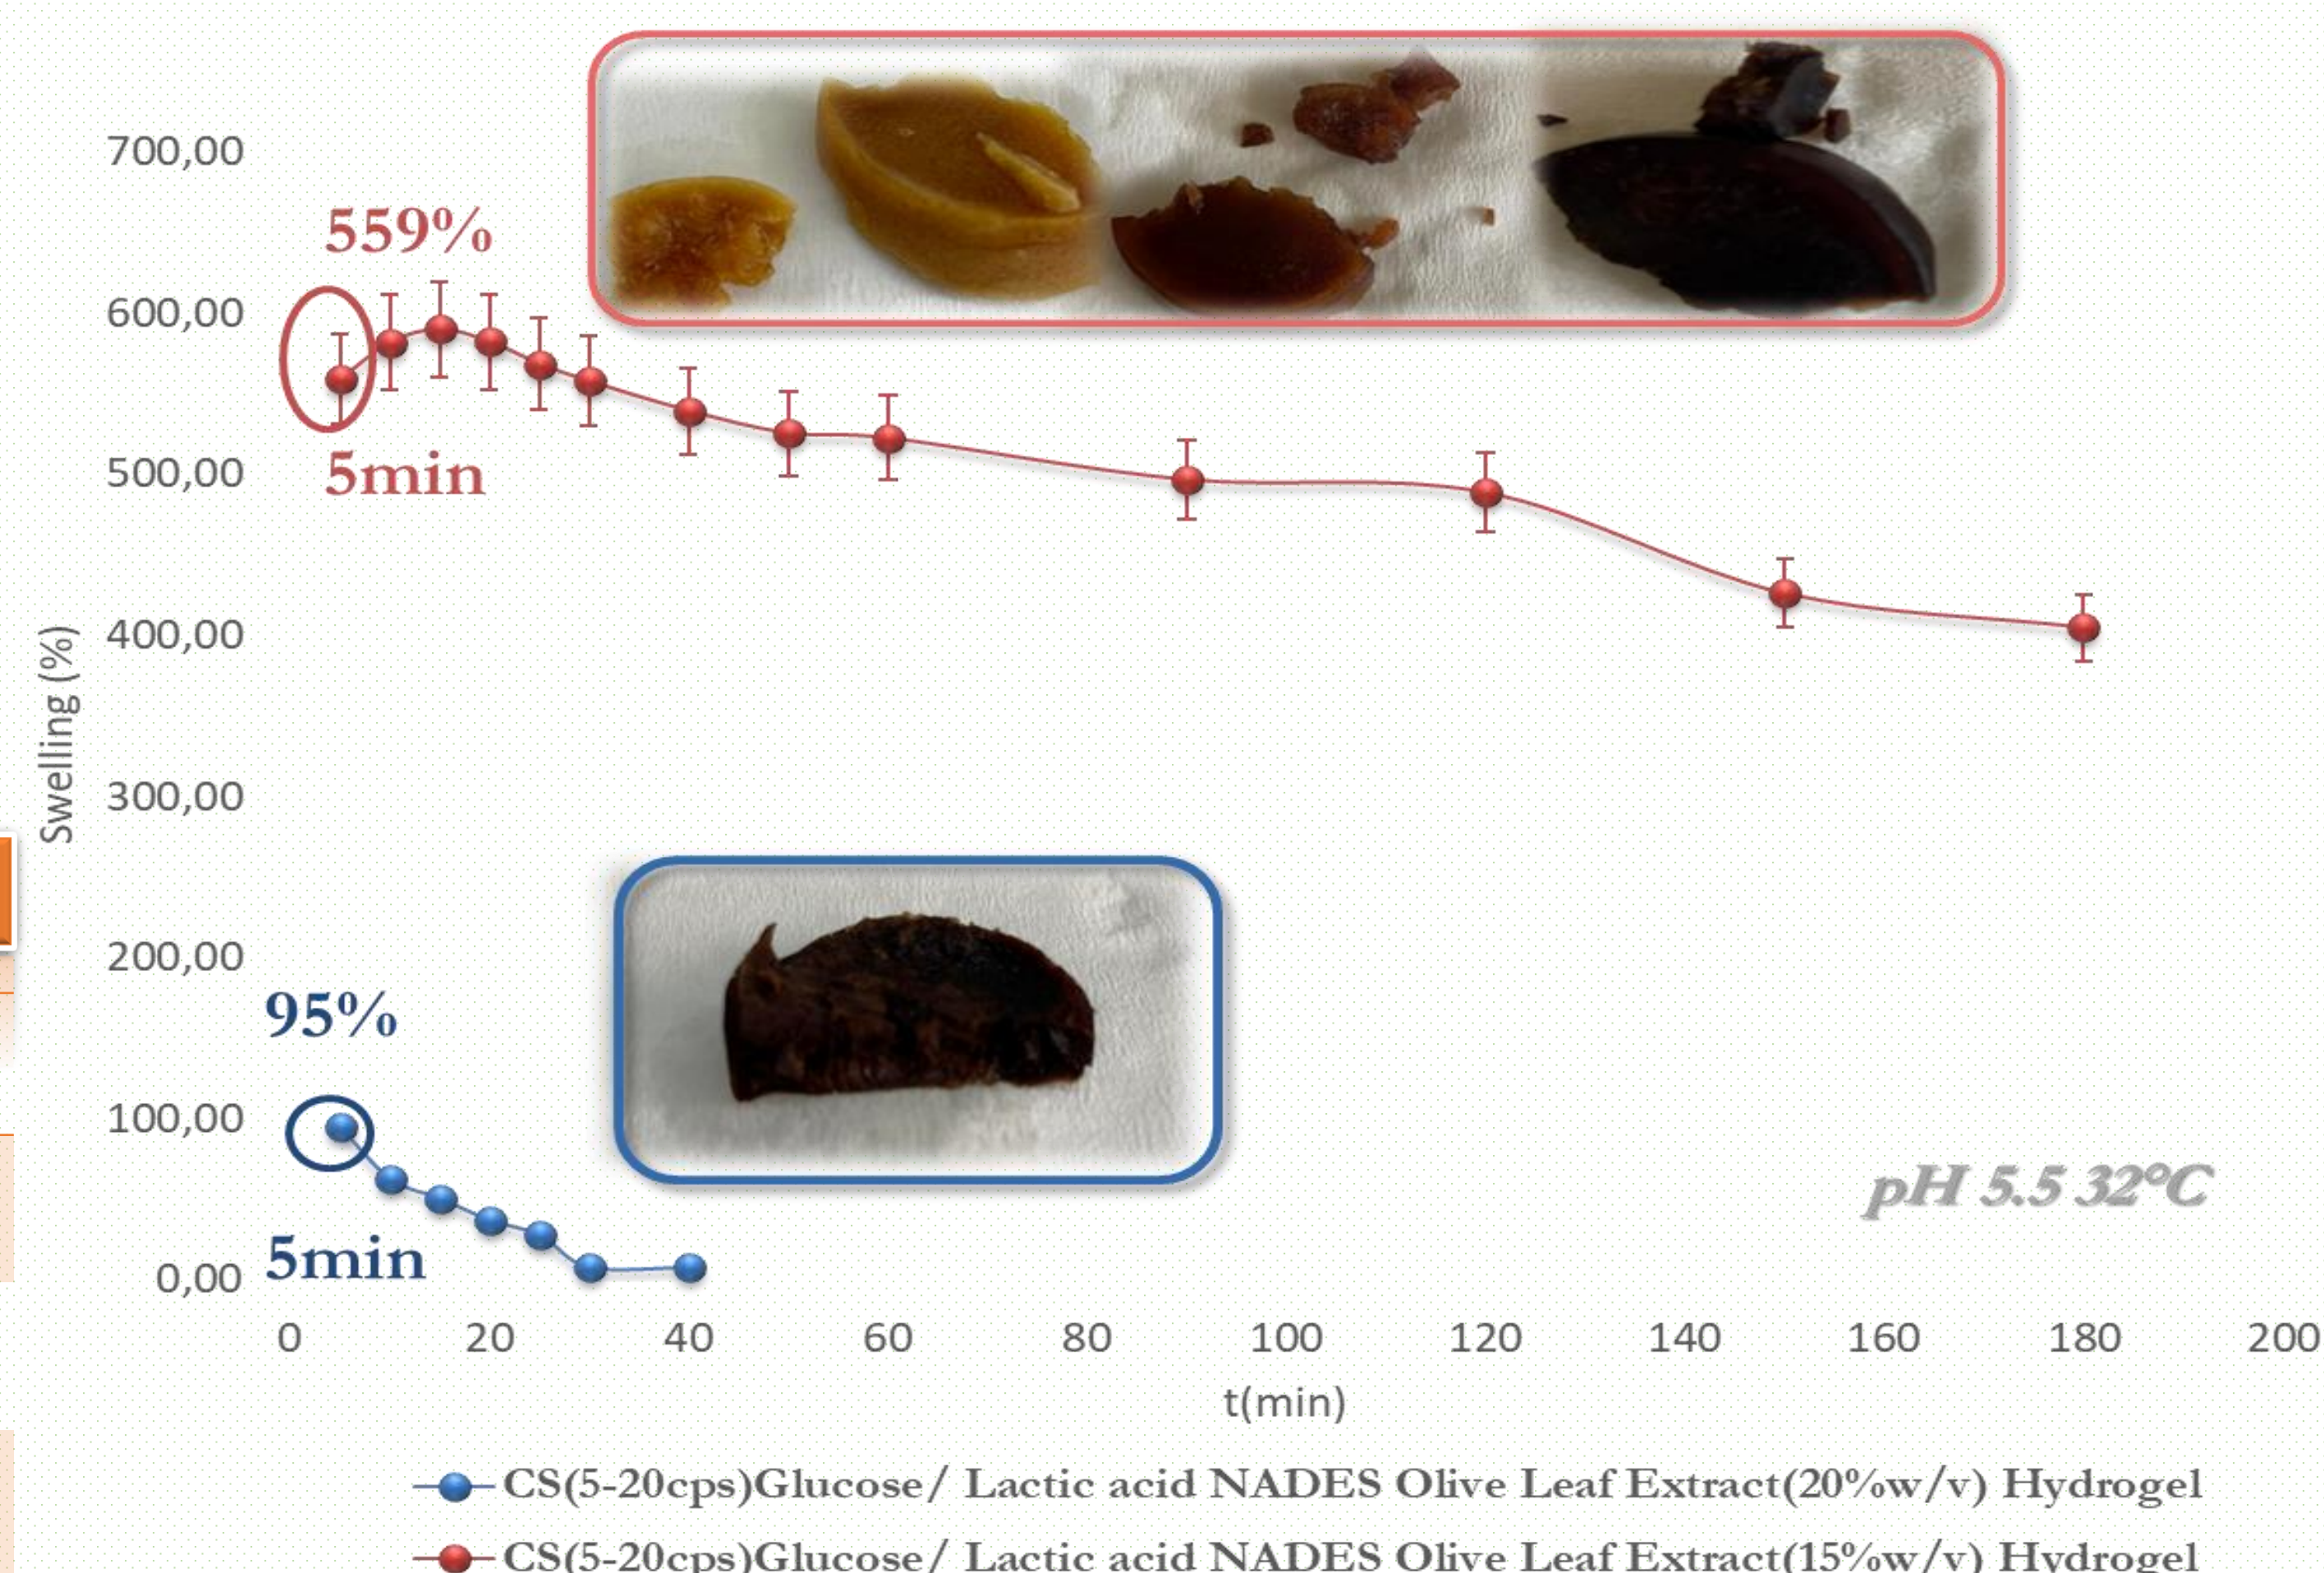 700,00
559%
600,00
5min
500,00
400,00
Swelling (%)
300,00
200,00
95%
100,00
pH 5.5 32°C
5min
0,00
0 20 40 60 80 100 120 140 160 180 200
t(min)
CS(5-20cps)Glucose/ Lactic acid NADES Olive Leaf Extract(20%w/v) Hydrogel
CS(5-20cps)Glucose/ Lactic acid NADES Olive Leaf Extract(15%w/v) Hydrogel